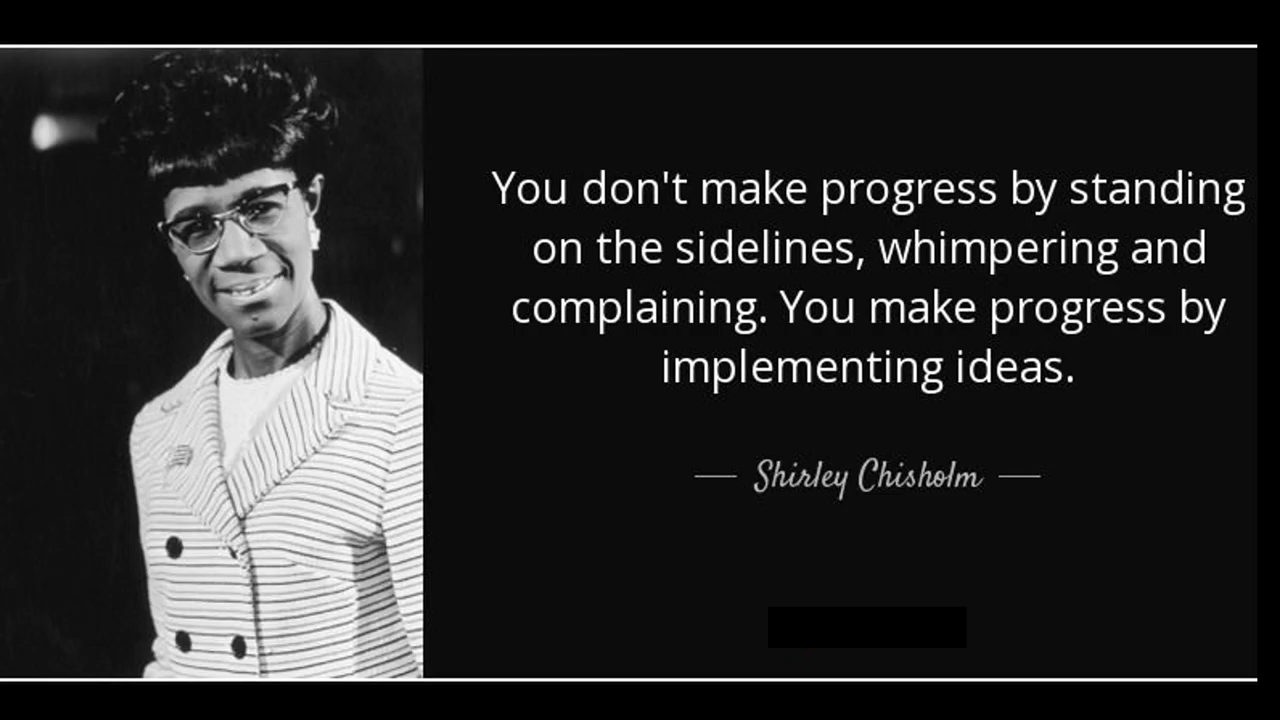 You don't make progress by standing
on the sidelines, whimpering and
complaining. You make progress by
implementing ideas.
Shirley Chisholm